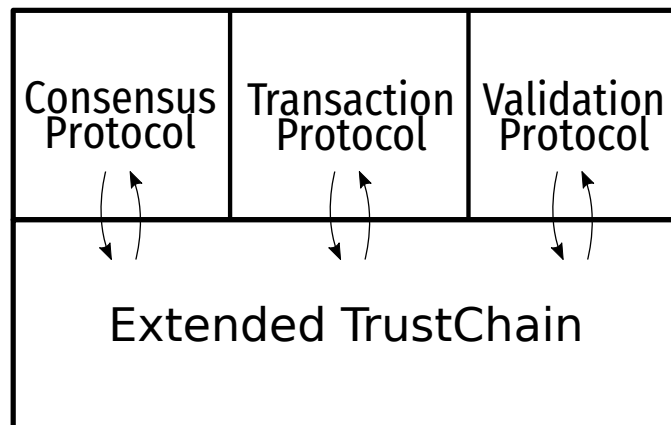 Consensus
Protocol
Transaction
Protocol
Validation
Protocol
Extended TrustChain